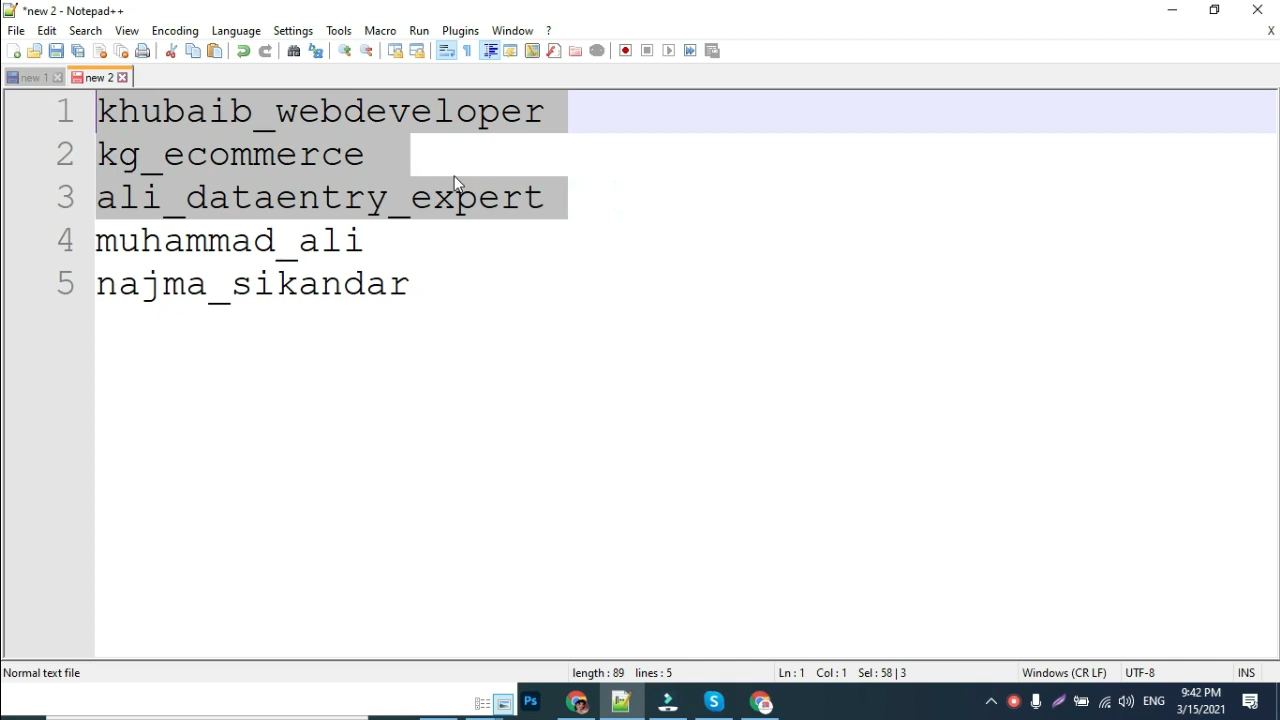 *new 2 - Notepad++
File Edit Search View Encoding Language Settings Tools Macro Run Plugins Window ? X
new 1 new 2
1 khubaib_webdeveloper
2 kg_ecommerce
3 ali_dataentry_expert
4 muhammad_ali
5 najma_sikandar
Normal text file length : 89 lines : 5 Ln : 1 Col : 1 Sel : 58 | 3 Windows (CR LF) UTF-8 INS
Ps ENG 9:42 PM
3/15/2021